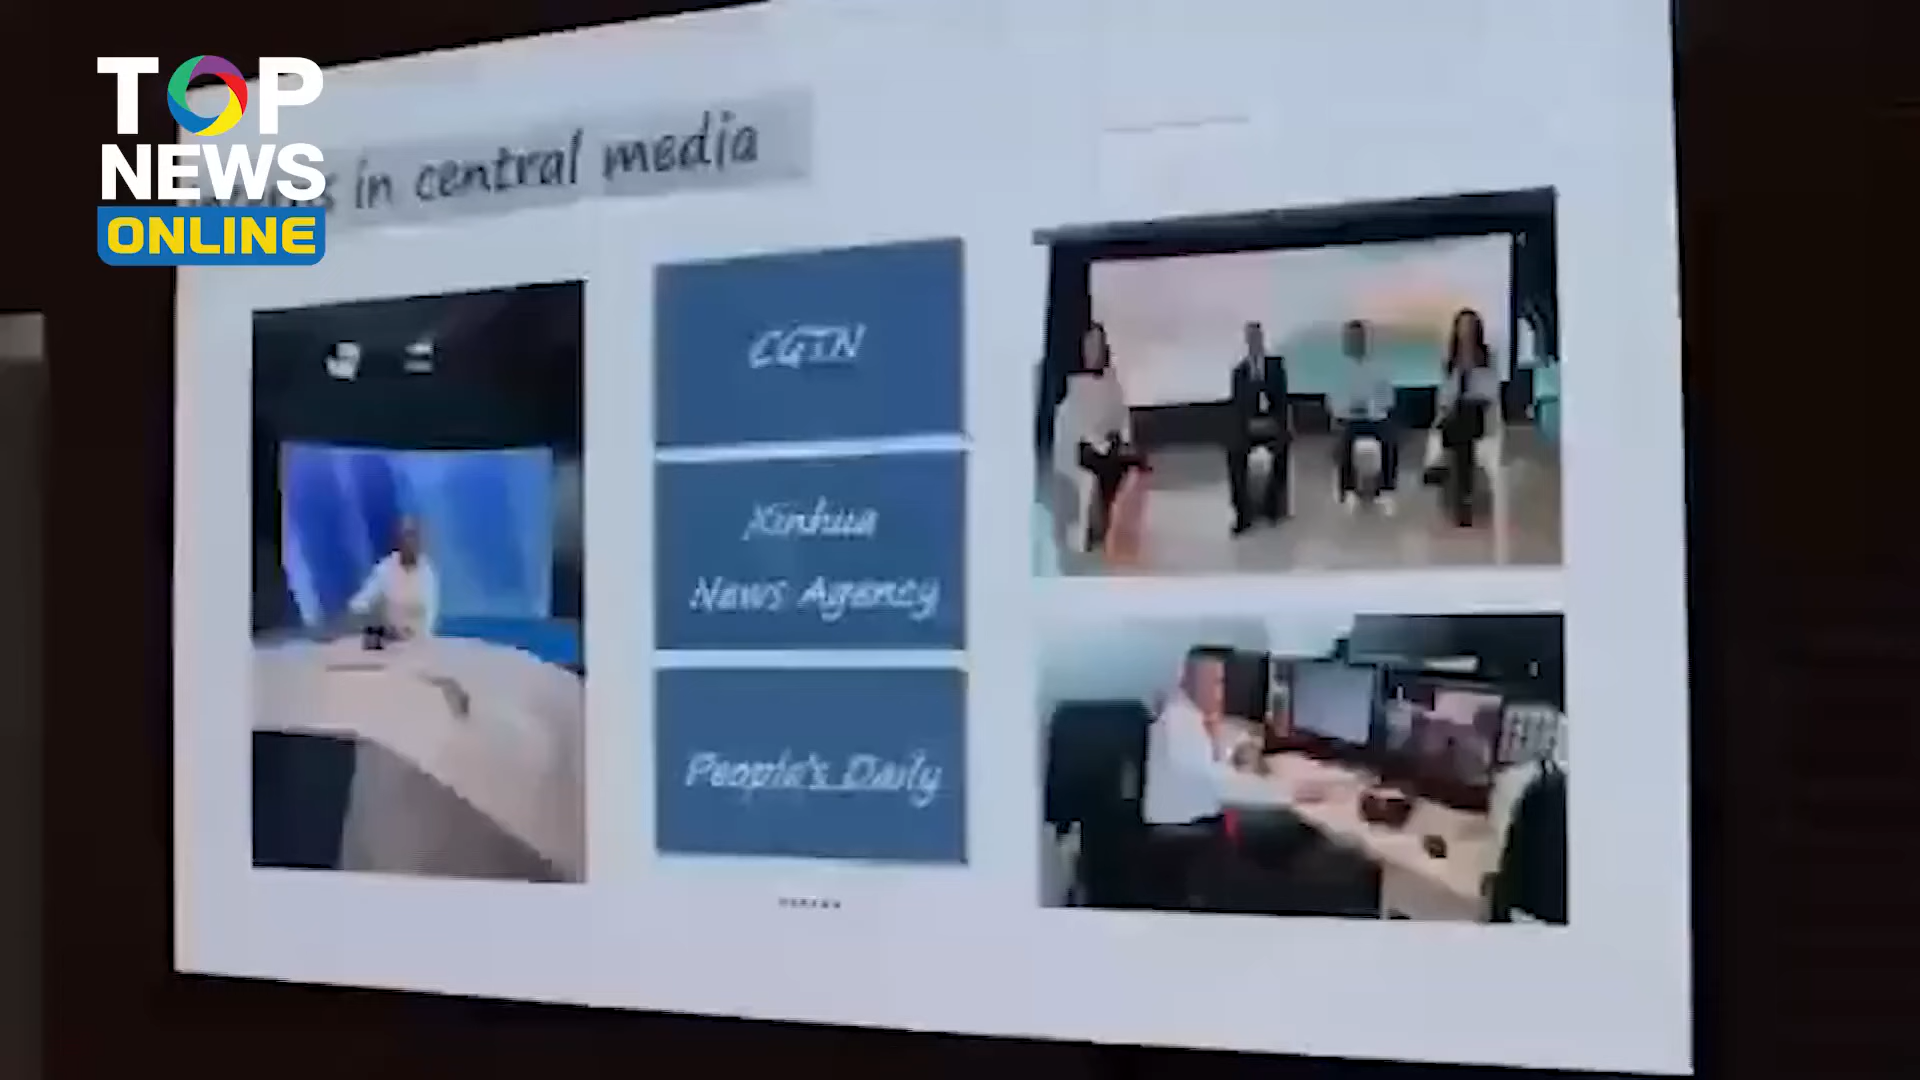 TOP
NEWS
ONLINE
in central media
CGTN
Xinhua
News Agency
People's Daily